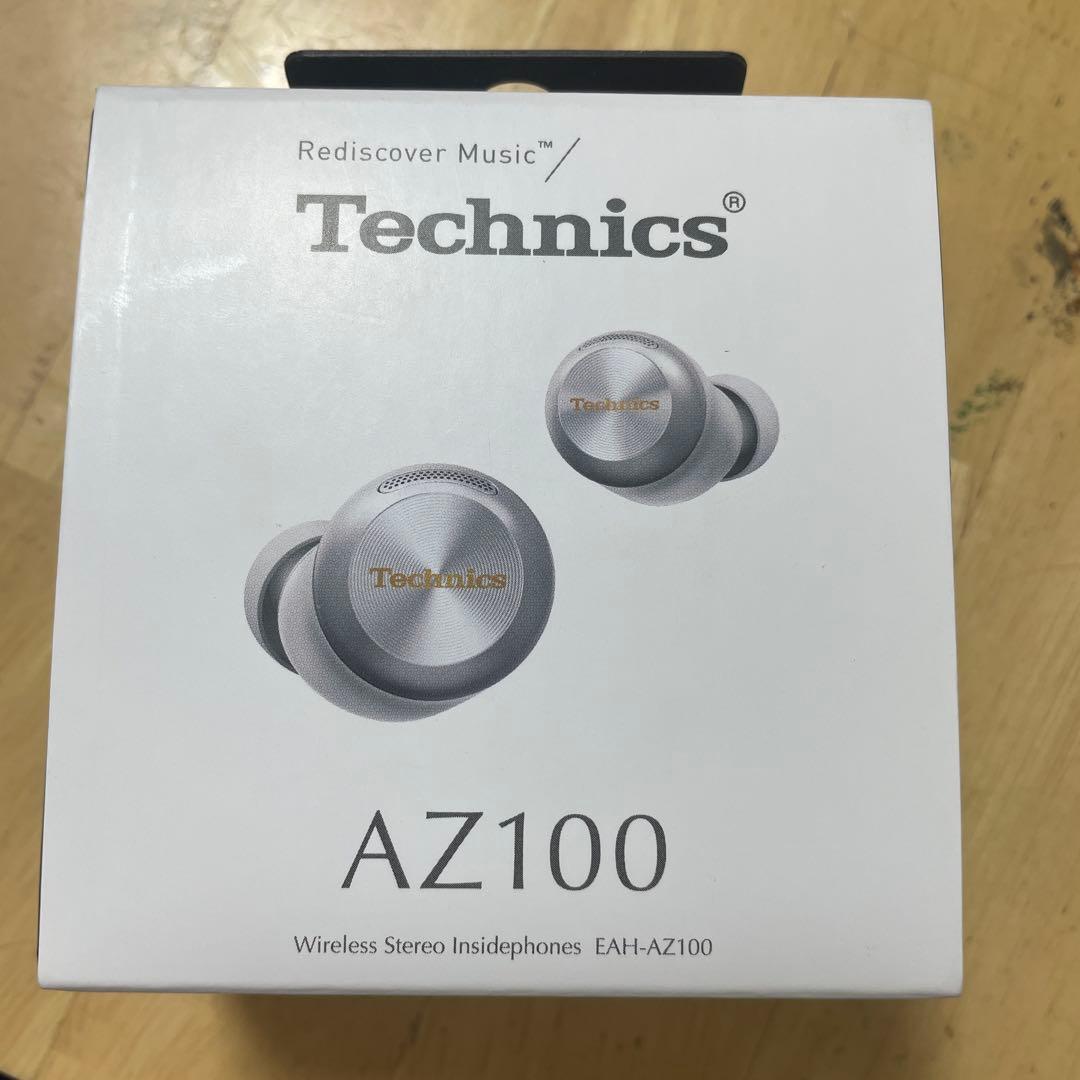 Rediscover Music™/
Technics®
Technics
Technics
AZ100
Wireless Stereo Insidephones EAH-AZ100